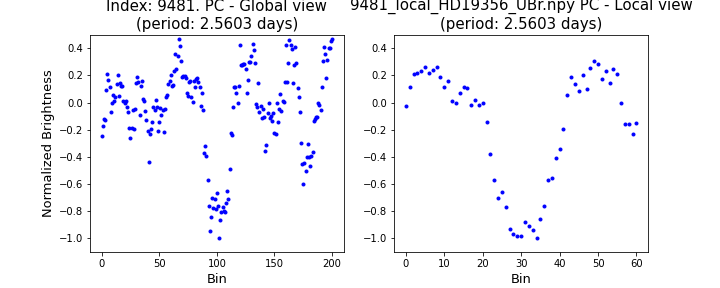 Index: 9481. PC - Global view
(period: 2.5603 days)
9481_local_HD19356_UBr.npy PC - Local view
(period: 2.5603 days)
Normalized Brightness
0.4
0.2
0.0
−0.2
−0.4
−0.6
−0.8
−1.0
0 50 100 150 200
Bin
0.4
0.2
0.0
−0.2
−0.4
−0.6
−0.8
−1.0
0 10 20 30 40 50 60
Bin